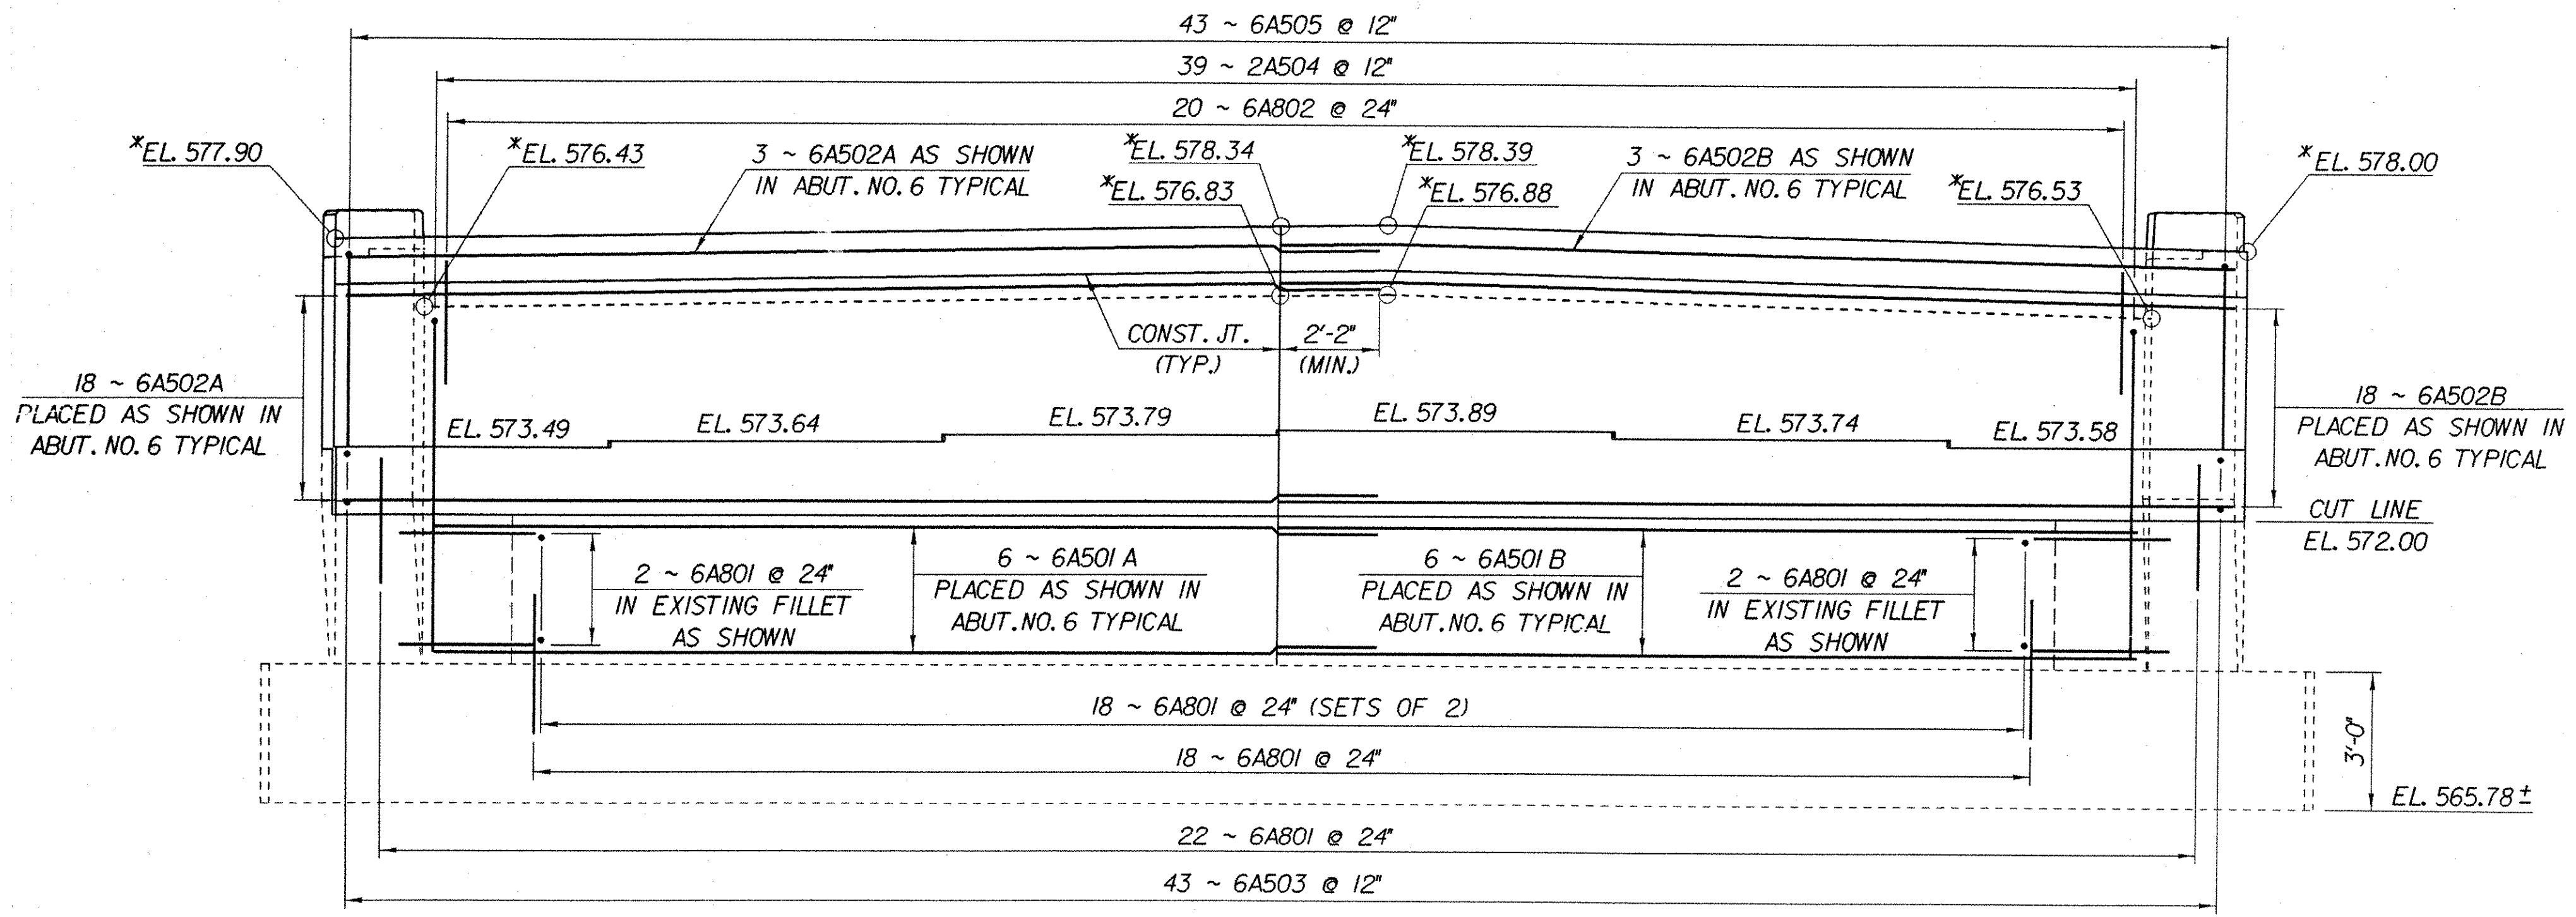 43 ~ 6A505 @ 12"
39 ~ 2A504 @ 12"
20 ~ 6A802 @ 24"
*EL. 577.90
*EL. 576.43
3 ~ 6A502A AS SHOWN
IN ABUT. NO. 6 TYPICAL
*EL. 578.34
*EL. 576.83
*EL. 578.39
*EL. 576.88
3 ~ 6A502B AS SHOWN
IN ABUT. NO. 6 TYPICAL
*EL. 576.53
*EL. 578.00
CONST. JT.
(TYP.)
2'-2"
(MIN.)
18 ~ 6A502A
PLACED AS SHOWN IN
ABUT. NO. 6 TYPICAL
EL. 573.49
EL. 573.64
EL. 573.79
EL. 573.89
EL. 573.74
EL. 573.58
18 ~ 6A502B
PLACED AS SHOWN IN
ABUT. NO. 6 TYPICAL
CUT LINE
EL. 572.00
2 ~ 6A801 @ 24"
IN EXISTING FILLET
AS SHOWN
6 ~ 6A501 A
PLACED AS SHOWN IN
ABUT. NO. 6 TYPICAL
6 ~ 6A501 B
PLACED AS SHOWN IN
ABUT. NO. 6 TYPICAL
2 ~ 6A801 @ 24"
IN EXISTING FILLET
AS SHOWN
18 ~ 6A801 @ 24" (SETS OF 2)
18 ~ 6A801 @ 24"
3'-0"
EL. 565.78 ±
22 ~ 6A801 @ 24"
43 ~ 6A503 @ 12"